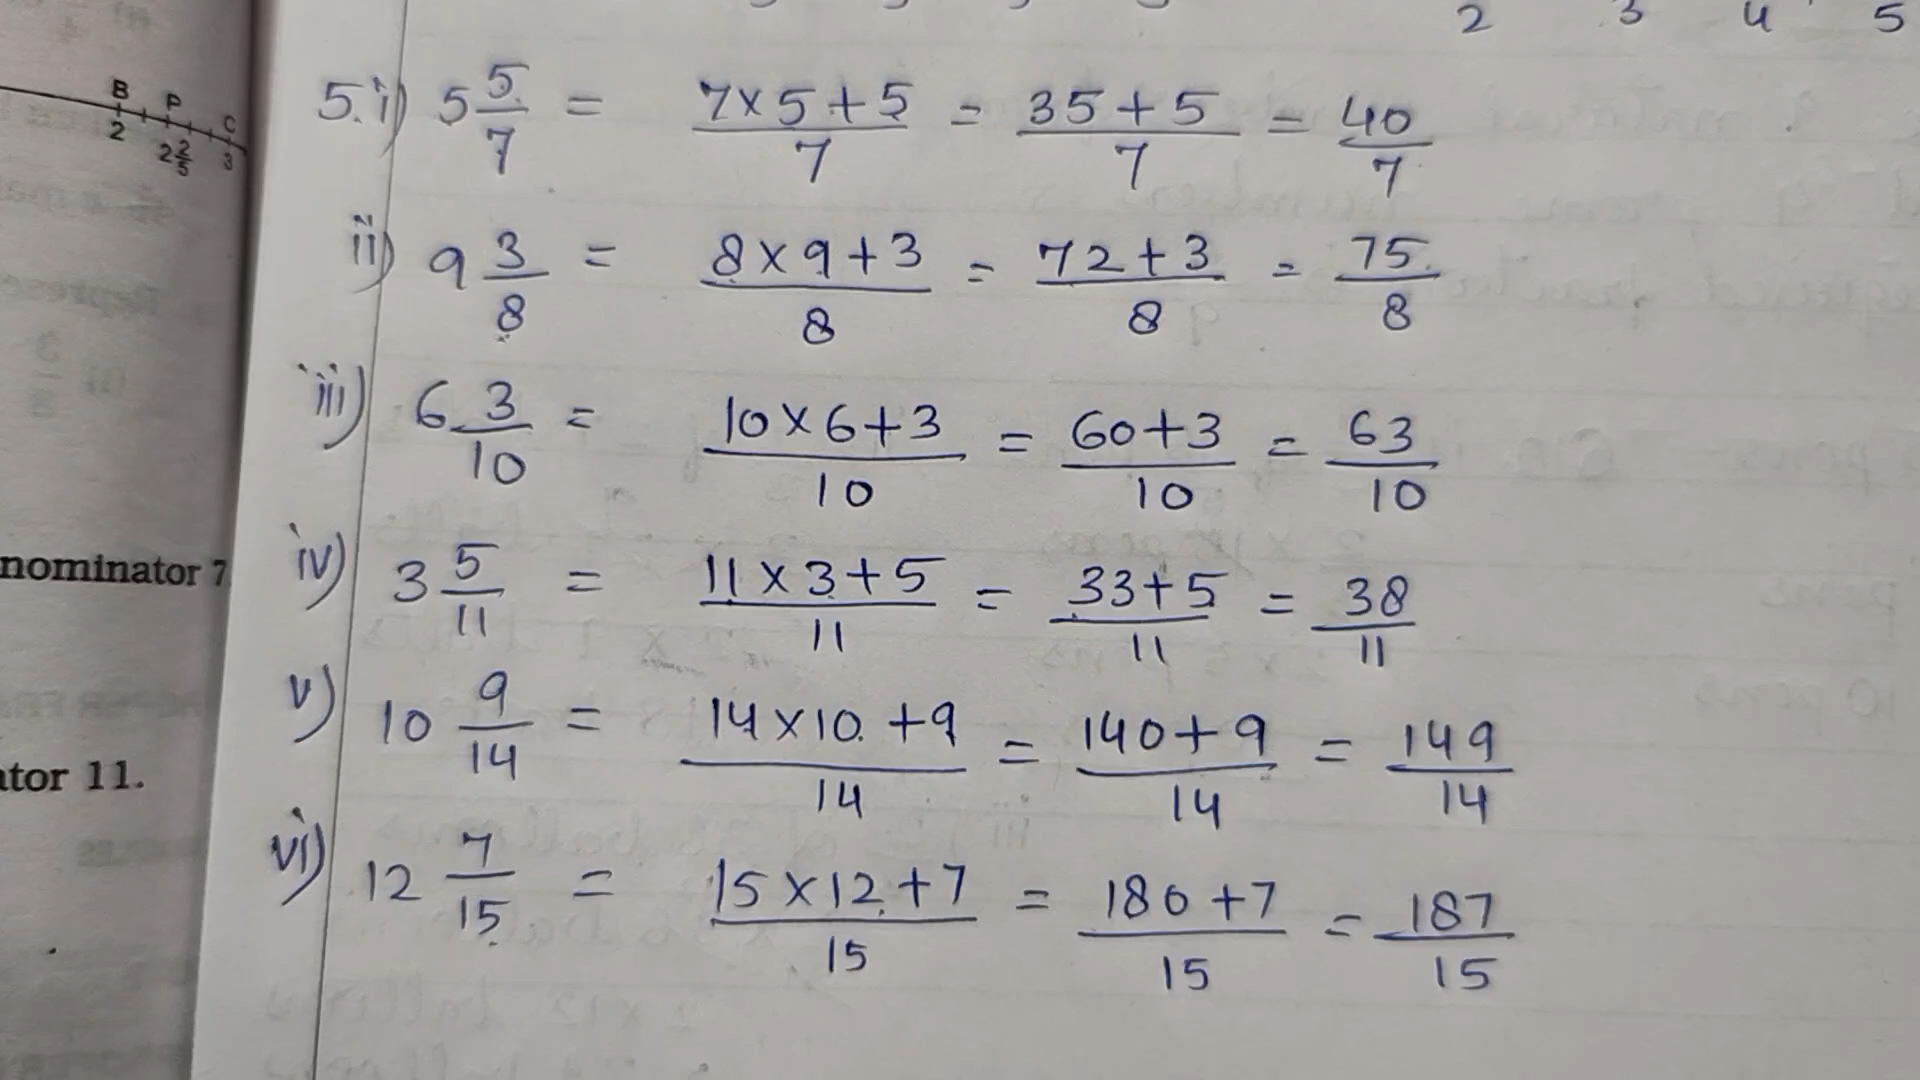 2 3 4 5
B P C
2 2 2/5 3
5. i) 5 5/7 = 7×5+5/7 = 35+5/7 = 40/7
ii) 9 3/8 = 8×9+3/8 = 72+3/8 = 75/8
iii) 6 3/10 = 10×6+3/10 = 60+3/10 = 63/10
nominator 7
iv) 3 5/11 = 11×3+5/11 = 33+5/11 = 38/11
v) 10 9/14 = 14×10+9/14 = 140+9/14 = 149/14
ator 11.
vi) 12 7/15 = 15×12+7/15 = 180+7/15 = 187/15